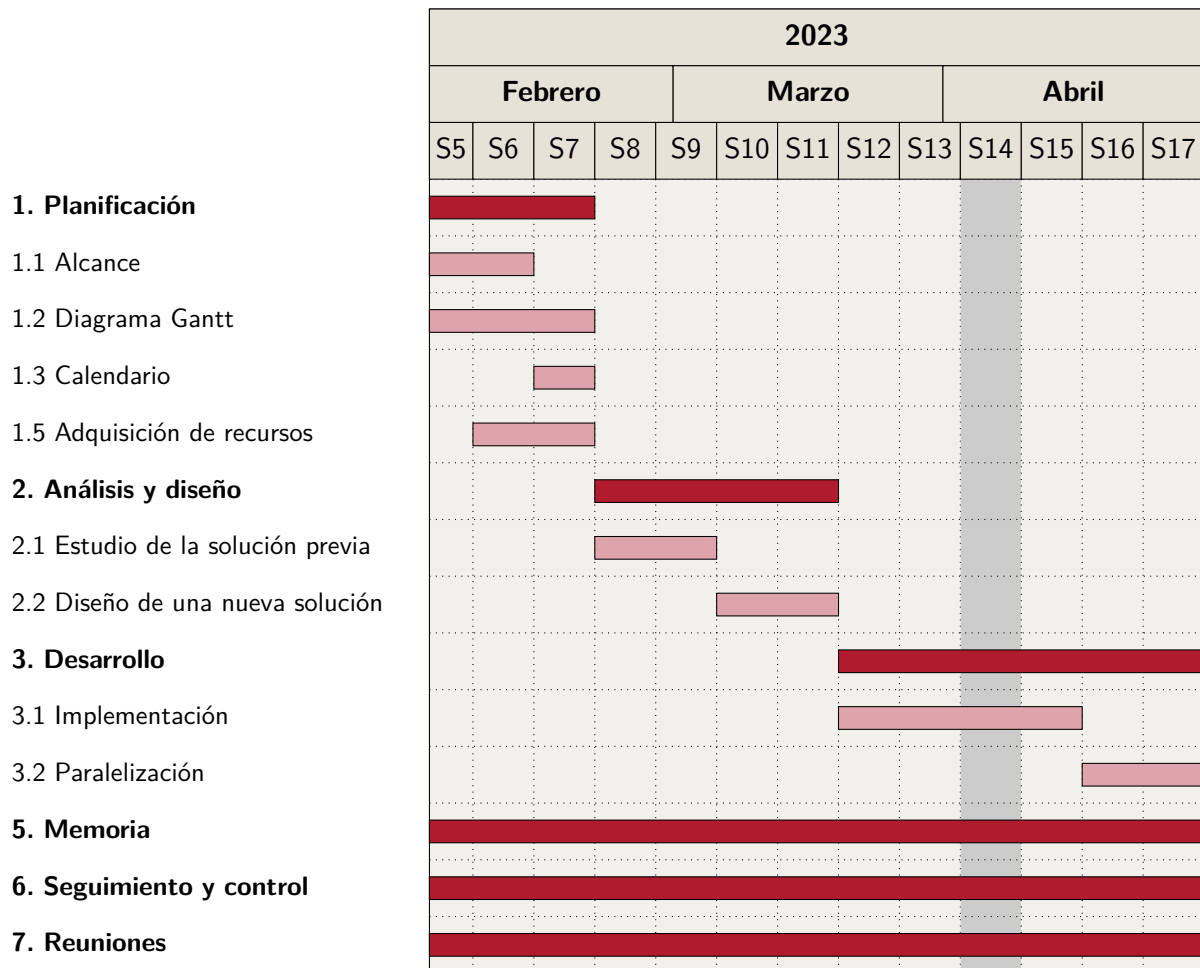 2023
Febrero Marzo Abril
S5 S6 S7 S8 S9 S10 S11 S12 S13 S14 S15 S16 S17
1. Planificación
1.1 Alcance
1.2 Diagrama Gantt
1.3 Calendario
1.5 Adquisición de recursos
2. Análisis y diseño
2.1 Estudio de la solución previa
2.2 Diseño de una nueva solución
3. Desarrollo
3.1 Implementación
3.2 Paralelización
5. Memoria
6. Seguimiento y control
7. Reuniones